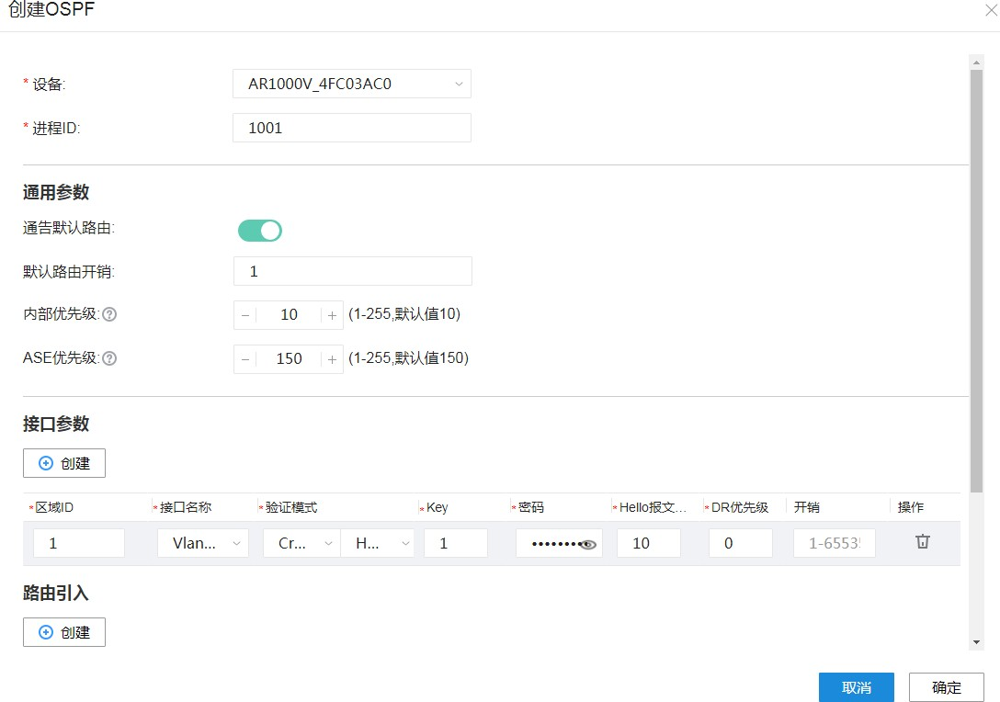 创建OSPF
* 设备: AR1000V_4FC03AC0
* 进程ID: 1001
通用参数
通告默认路由:
默认路由开销: 1
内部优先级: 10 (1-255,默认值10)
ASE优先级: 150 (1-255,默认值150)
接口参数
创建
*区域ID *接口名称 *验证模式 *Key *密码 *Hello报文... *DR优先级 开销 操作
1 Vlan... Cr... H... 1 •••••••• 10 0 1-6553
路由引入
创建
取消 确定